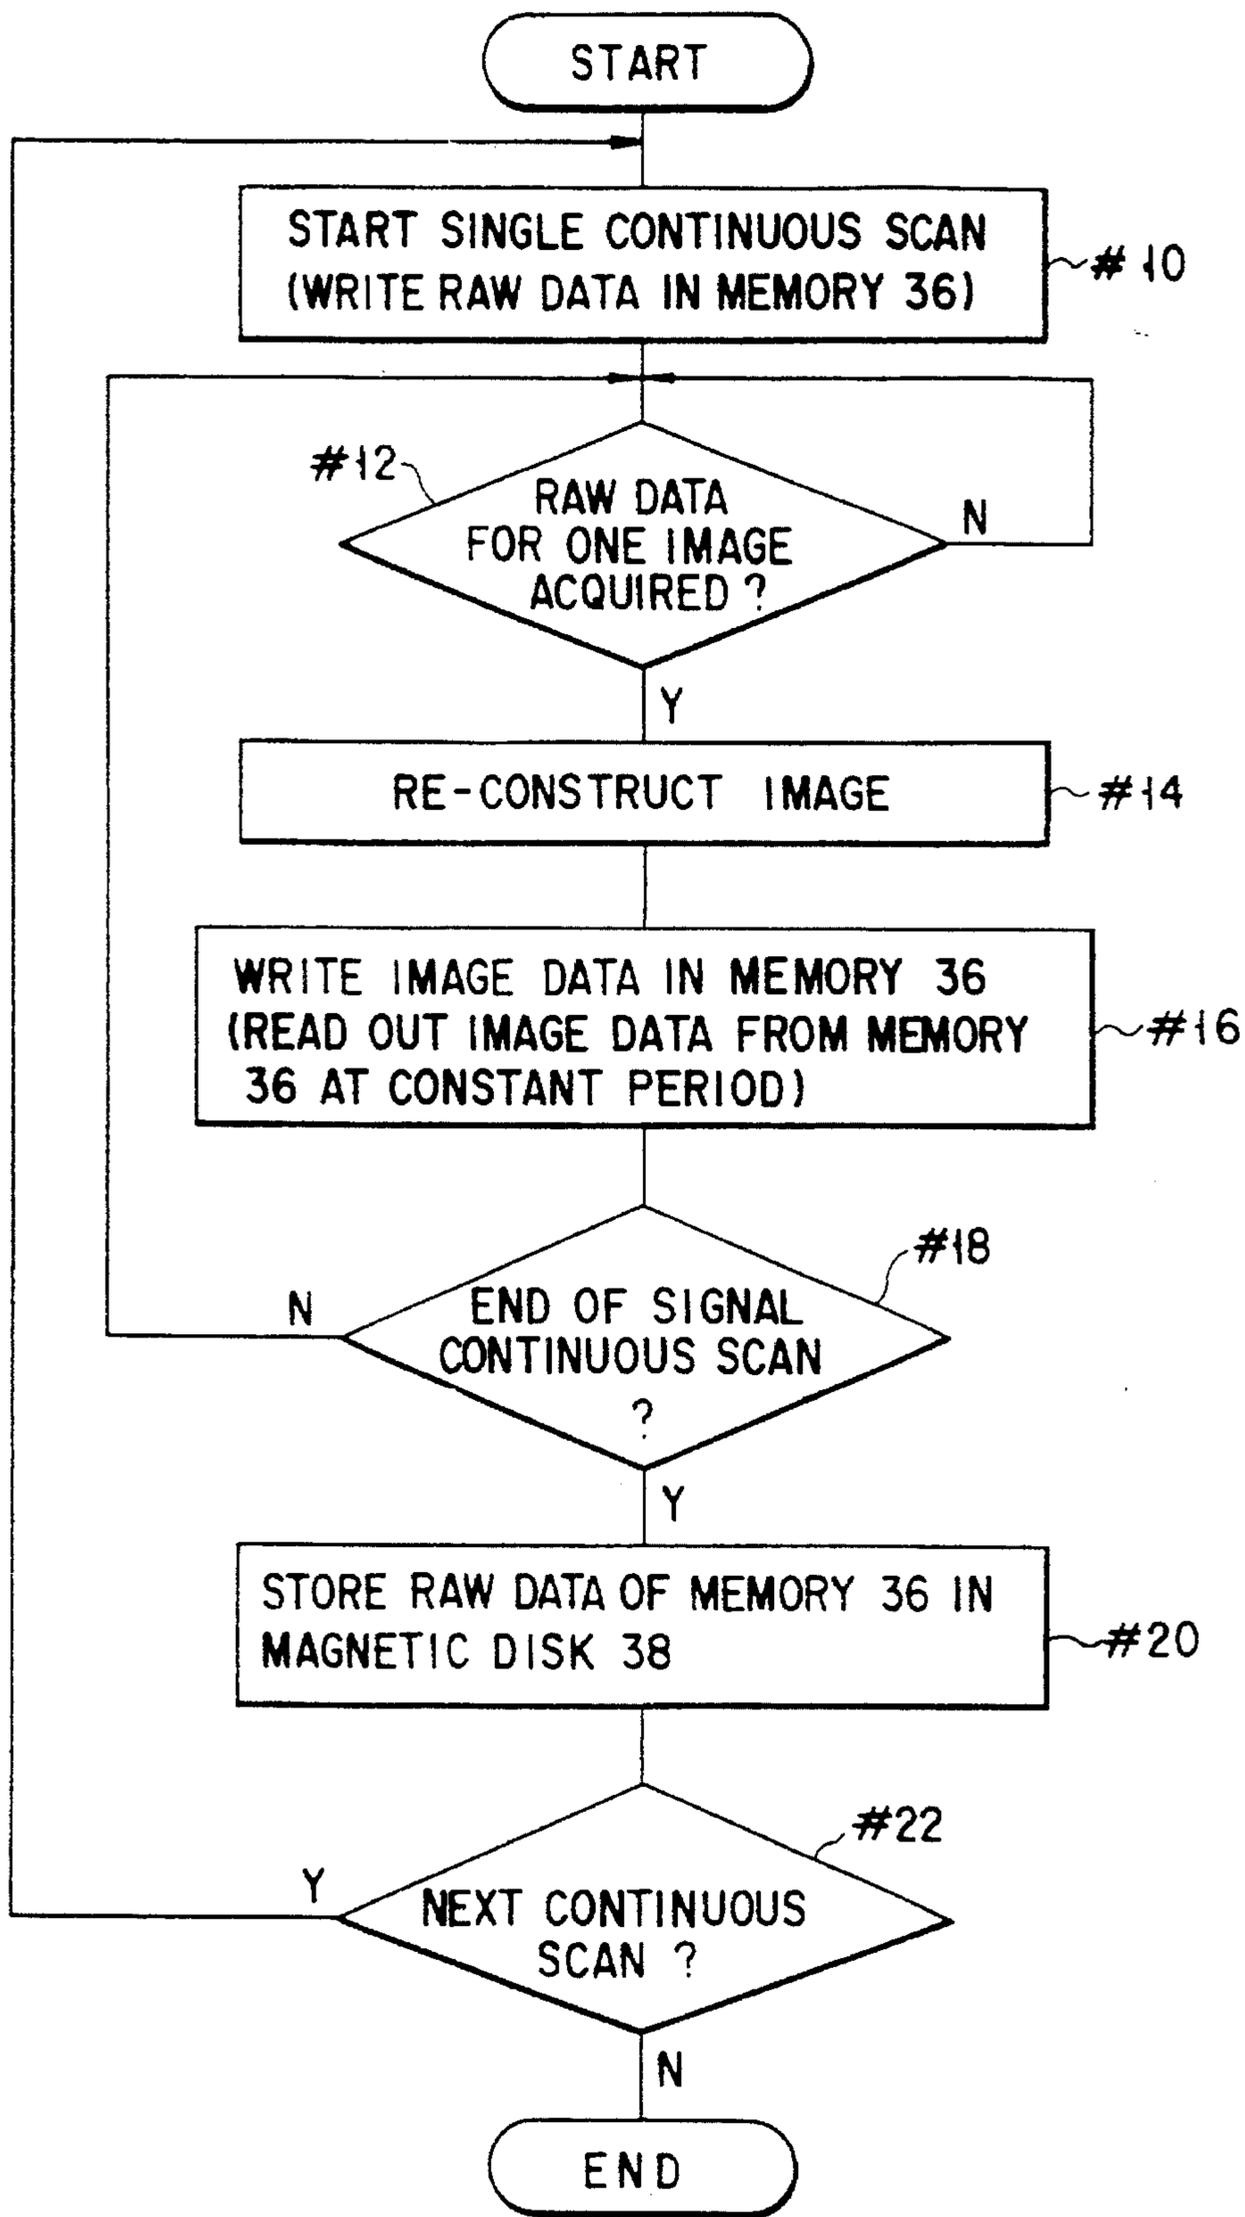 START
START SINGLE CONTINUOUS SCAN
(WRITE RAW DATA IN MEMORY 36)
#10
#12
RAW DATA
FOR ONE IMAGE
ACQUIRED?
N
Y
RE-CONSTRUCT IMAGE
#14
WRITE IMAGE DATA IN MEMORY 36
(READ OUT IMAGE DATA FROM MEMORY
36 AT CONSTANT PERIOD)
#16
#18
N
END OF SIGNAL
CONTINUOUS SCAN
?
Y
STORE RAW DATA OF MEMORY 36 IN
MAGNETIC DISK 38
#20
#22
Y
NEXT CONTINUOUS
SCAN ?
N
END